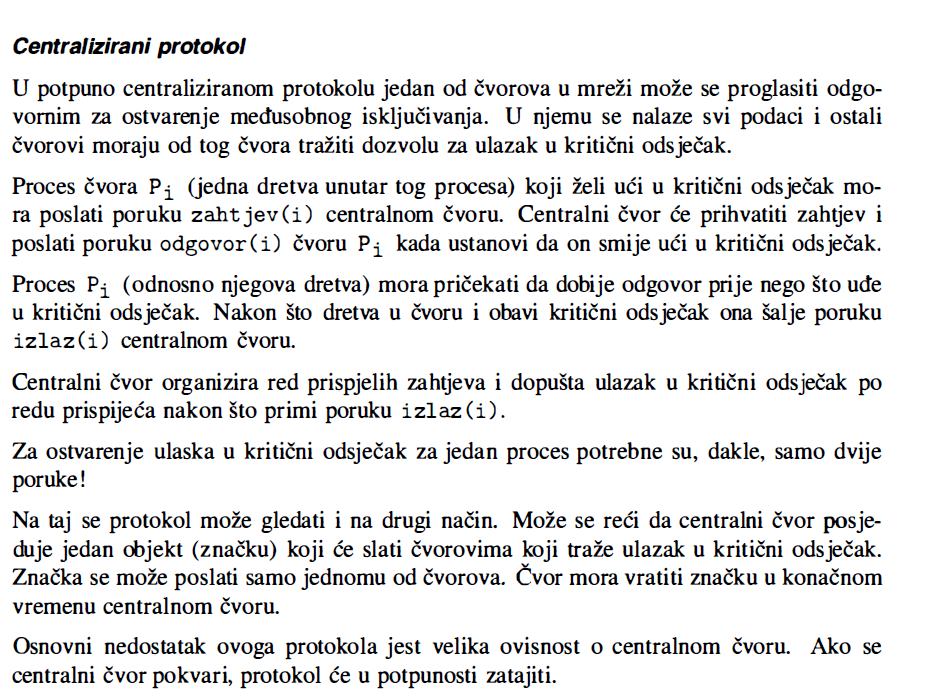 Centralizirani protokol
U potpuno centraliziranom protokolu jedan od čvorova u mreži može se proglasiti odgo-
vornim za ostvarenje međusobnog isključivanja. U njemu se nalaze svi podaci i ostali
čvorovi moraju od tog čvora tražiti dozvolu za ulazak u kritični odsječak.
Proces čvora Pi (jedna dretva unutar tog procesa) koji želi ući u kritični odsječak mo-
ra poslati poruku zahtjev(i) centralnom čvoru. Centralni čvor će prihvatiti zahtjev i
poslati poruku odgovor(i) čvoru Pi kada ustanovi da on smije ući u kritični odsječak.
Proces Pi (odnosno njegova dretva) mora pričekati da dobije odgovor prije nego što uđe
u kritični odsječak. Nakon što dretva u čvoru i obavi kritični odsječak ona šalje poruku
izlaz(i) centralnom čvoru.
Centralni čvor organizira red prispjelih zahtjeva i dopušta ulazak u kritični odsječak po
redu prispijeća nakon što primi poruku izlaz(i).
Za ostvarenje ulaska u kritični odsječak za jedan proces potrebne su, dakle, samo dvije
poruke!
Na taj se protokol može gledati i na drugi način. Može se reći da centralni čvor posje-
duje jedan objekt (značku) koji će slati čvorovima koji traže ulazak u kritični odsječak.
Značka se može poslati samo jednomu od čvorova. Čvor mora vratiti značku u konačnom
vremenu centralnom čvoru.
Osnovni nedostatak ovoga protokola jest velika ovisnost o centralnom čvoru. Ako se
centralni čvor pokvari, protokol će u potpunosti zatajiti.